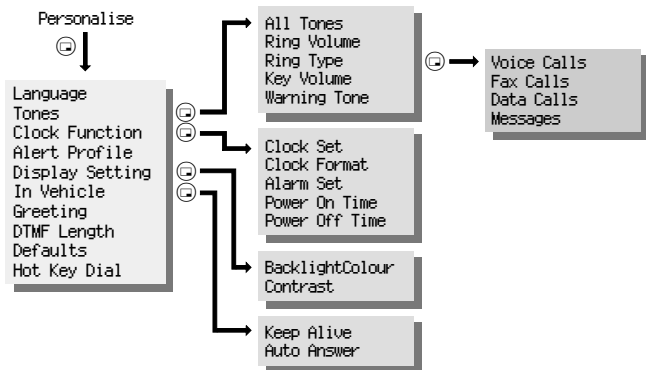 Personalise
Language
Tones
Clock Function
Alert Profile
Display Setting
In Vehicle
Greeting
DTMF Length
Defaults
Hot Key Dial
All Tones
Ring Volume
Ring Type
Key Volume
Warning Tone
Voice Calls
Fax Calls
Data Calls
Messages
Clock Set
Clock Format
Alarm Set
Power On Time
Power Off Time
BacklightColour
Contrast
Keep Alive
Auto Answer